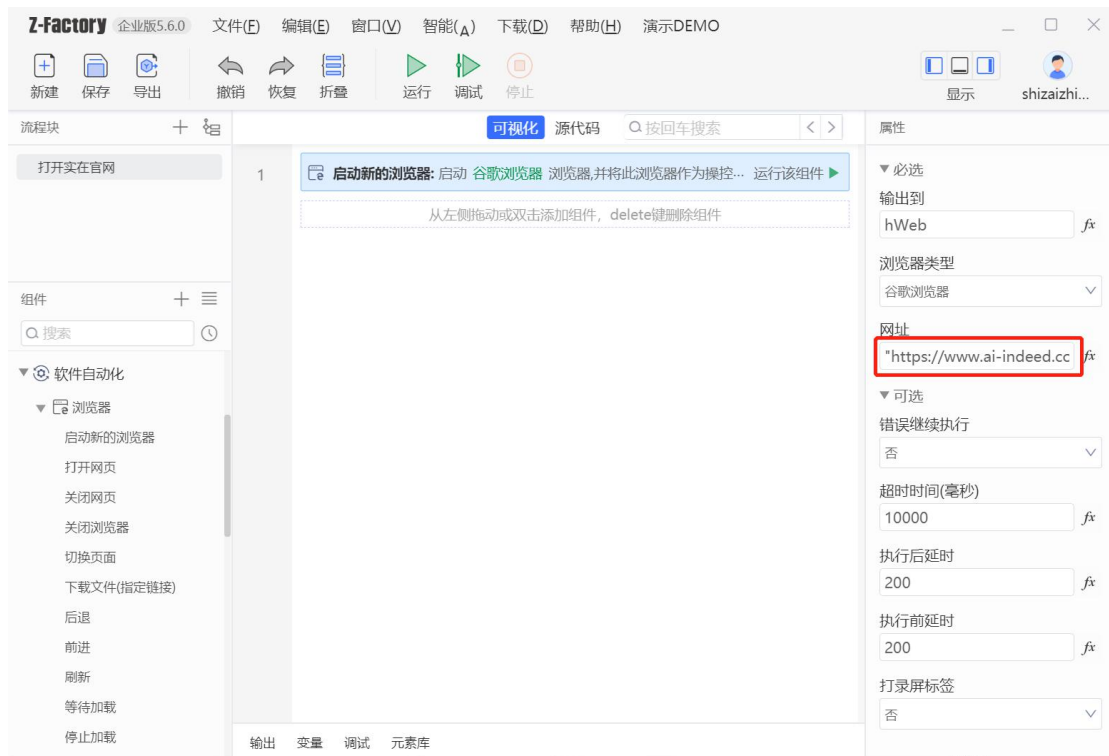 Z-Factory 企业版5.6.0 文件(F) 编辑(E) 窗口(V) 智能(A) 下载(D) 帮助(H) 演示DEMO
新建 保存 导出 撤销 恢复 折叠 运行 调试 停止 显示 shizaizhi...
流程块
打开实在官网
组件
搜索
软件自动化
浏览器
启动新的浏览器
打开网页
关闭网页
关闭浏览器
切换页面
下载文件(指定链接)
后退
前进
刷新
等待加载
停止加载
可视化 源代码 按回车搜索
1 启动新的浏览器: 启动 谷歌浏览器 浏览器,并将此浏览器作为操控... 运行该组件
从左侧拖动或双击添加组件，delete键删除组件
输出 变量 调试 元素库
属性
必选
输出到
hWeb fx
浏览器类型
谷歌浏览器
网址
"https://www.ai-indeed.cc fx
可选
错误继续执行
否
超时时间(毫秒)
10000 fx
执行后延时
200 fx
执行前延时
200 fx
打录屏标签
否